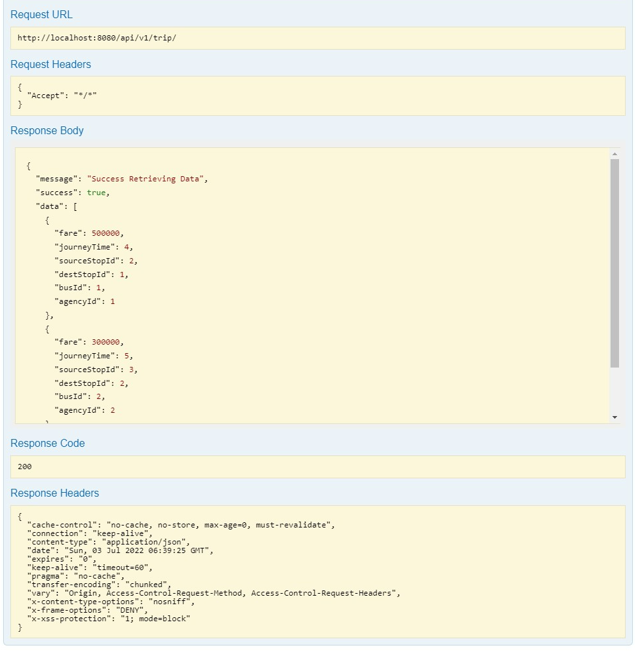 Request URL
http://localhost:8080/api/v1/trip/
Request Headers
{
  "Accept": "*/*"
}
Response Body
{
  "message": "Success Retrieving Data",
  "success": true,
  "data": [
    {
      "fare": 500000,
      "journeyTime": 4,
      "sourceStopId": 2,
      "destStopId": 1,
      "busId": 1,
      "agencyId": 1
    },
    {
      "fare": 300000,
      "journeyTime": 5,
      "sourceStopId": 3,
      "destStopId": 2,
      "busId": 2,
      "agencyId": 2
    }
Response Code
200
Response Headers
{
  "cache-control": "no-cache, no-store, max-age=0, must-revalidate",
  "connection": "keep-alive",
  "content-type": "application/json",
  "date": "Sun, 03 Jul 2022 06:39:25 GMT",
  "expires": "0",
  "keep-alive": "timeout=60",
  "pragma": "no-cache",
  "transfer-encoding": "chunked",
  "vary": "Origin, Access-Control-Request-Method, Access-Control-Request-Headers",
  "x-content-type-options": "nosniff",
  "x-frame-options": "DENY",
  "x-xss-protection": "1; mode=block"
}